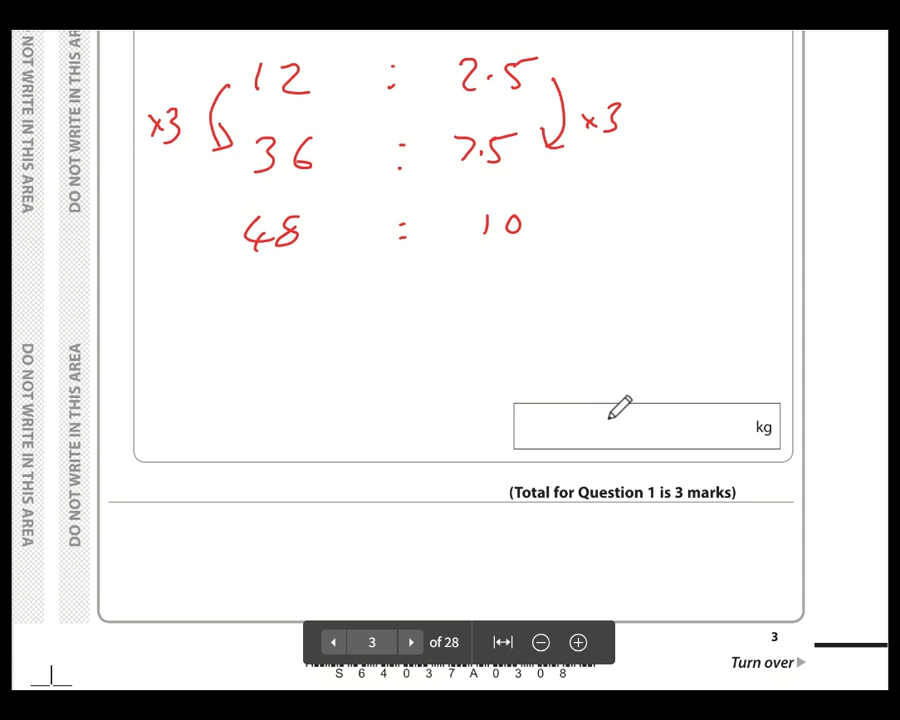 NOT WRITE IN THIS AREA
DO NOT WRITE IN THIS AR
12 : 2.5
×3
×3
36 : 7.5
48 : 10
DO NOT WRITE IN THIS AREA
DO NOT WRITE IN THIS AREA
kg
(Total for Question 1 is 3 marks)
3
3 of 28
Turn over
S 6 4 0 3 7 A 0 3 0 8